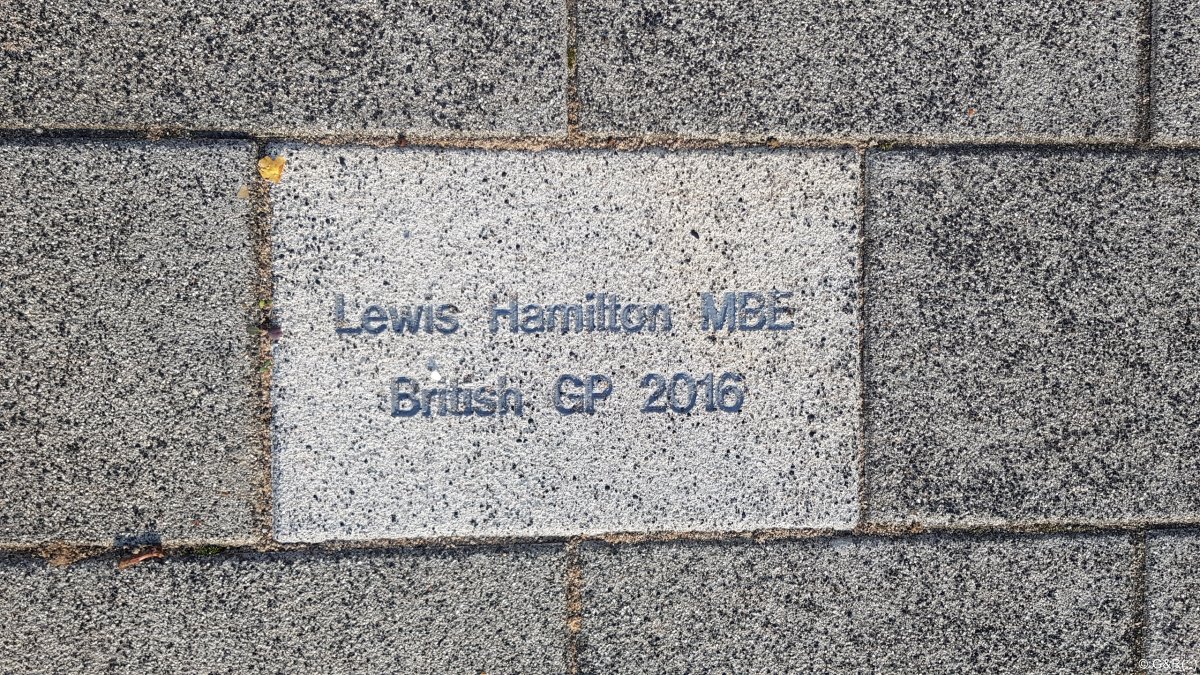 Lewis Hamilton MBE
British GP 2016